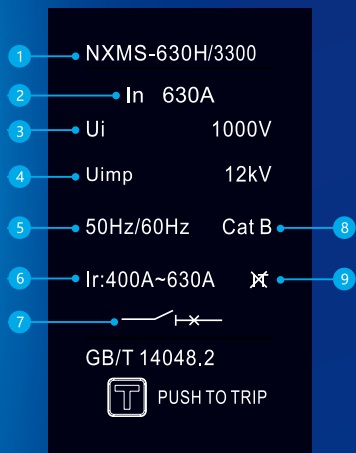 1 NXMS-630H/3300
2 In 630A
3 Ui 1000V
4 Uimp 12kV
5 50Hz/60Hz Cat B 8
6 Ir:400A~630A 9
7
GB/T 14048.2
T PUSH TO TRIP